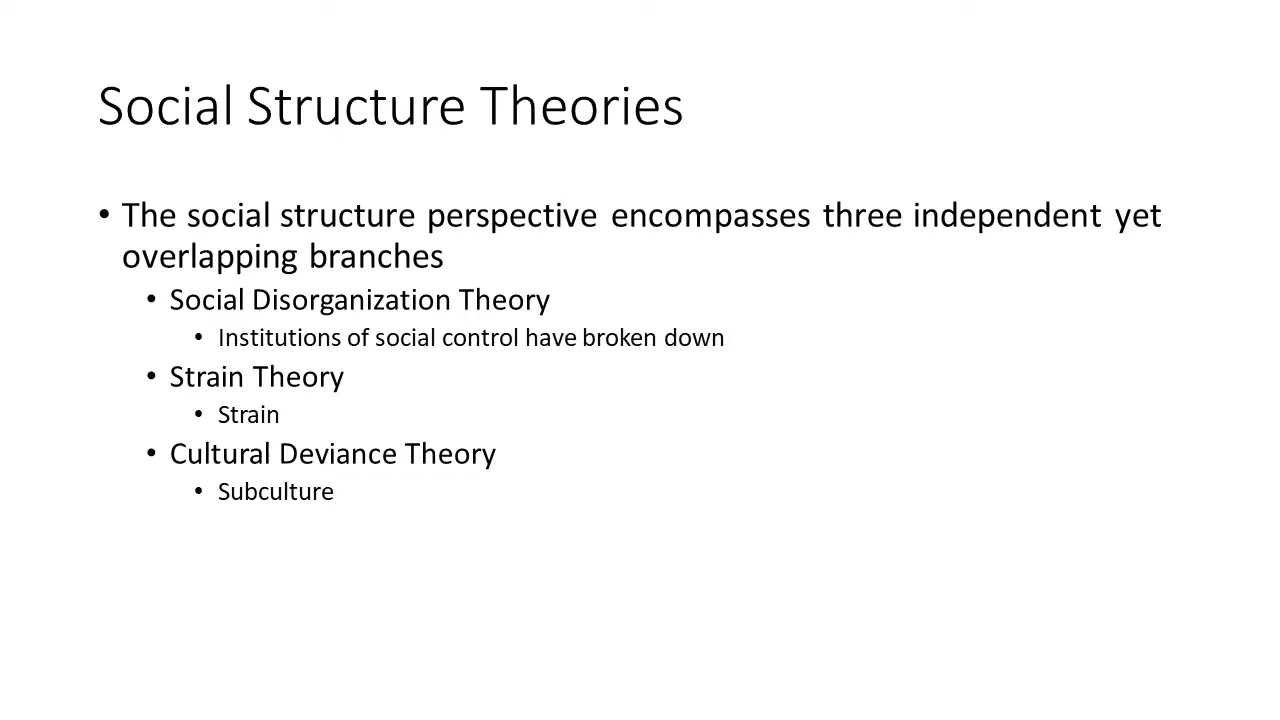 Social Structure Theories
• The social structure perspective encompasses three independent yet
overlapping branches
• Social Disorganization Theory
• Institutions of social control have broken down
• Strain Theory
• Strain
• Cultural Deviance Theory
• Subculture